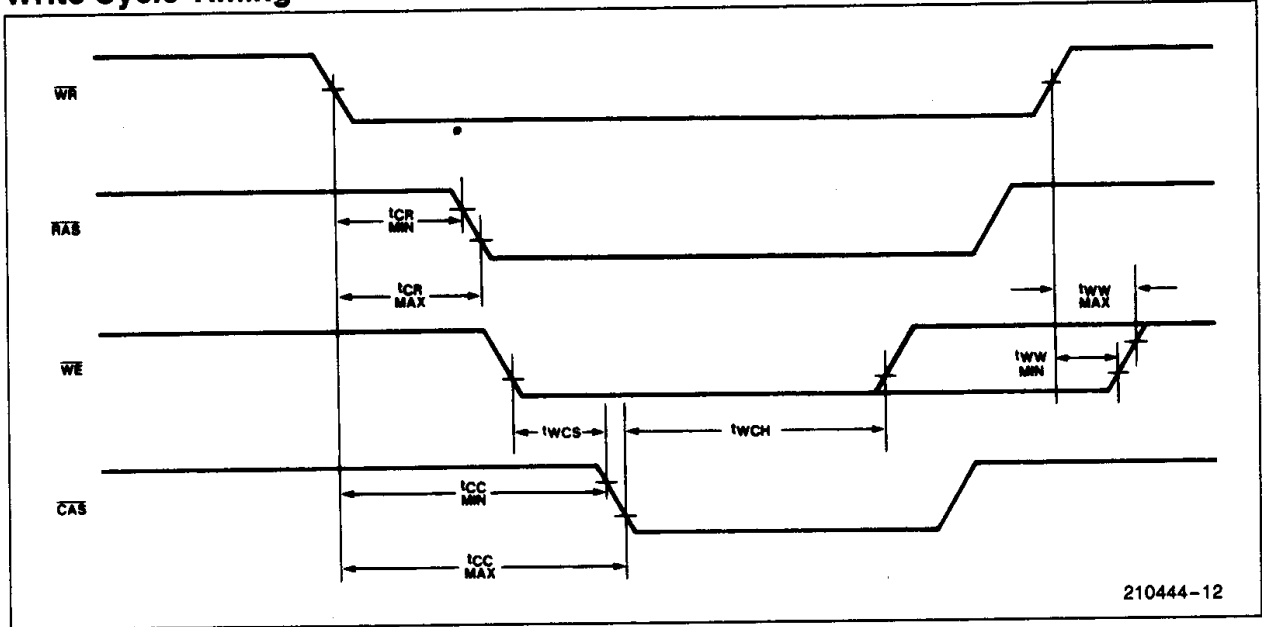 Write Cycle Timing
WR
RAS
tCR
MIN
tCR
MAX
tWW
MAX
WE
tWW
MIN
tWCS
tWCH
CAS
tCC
MIN
tCC
MAX
210444-12